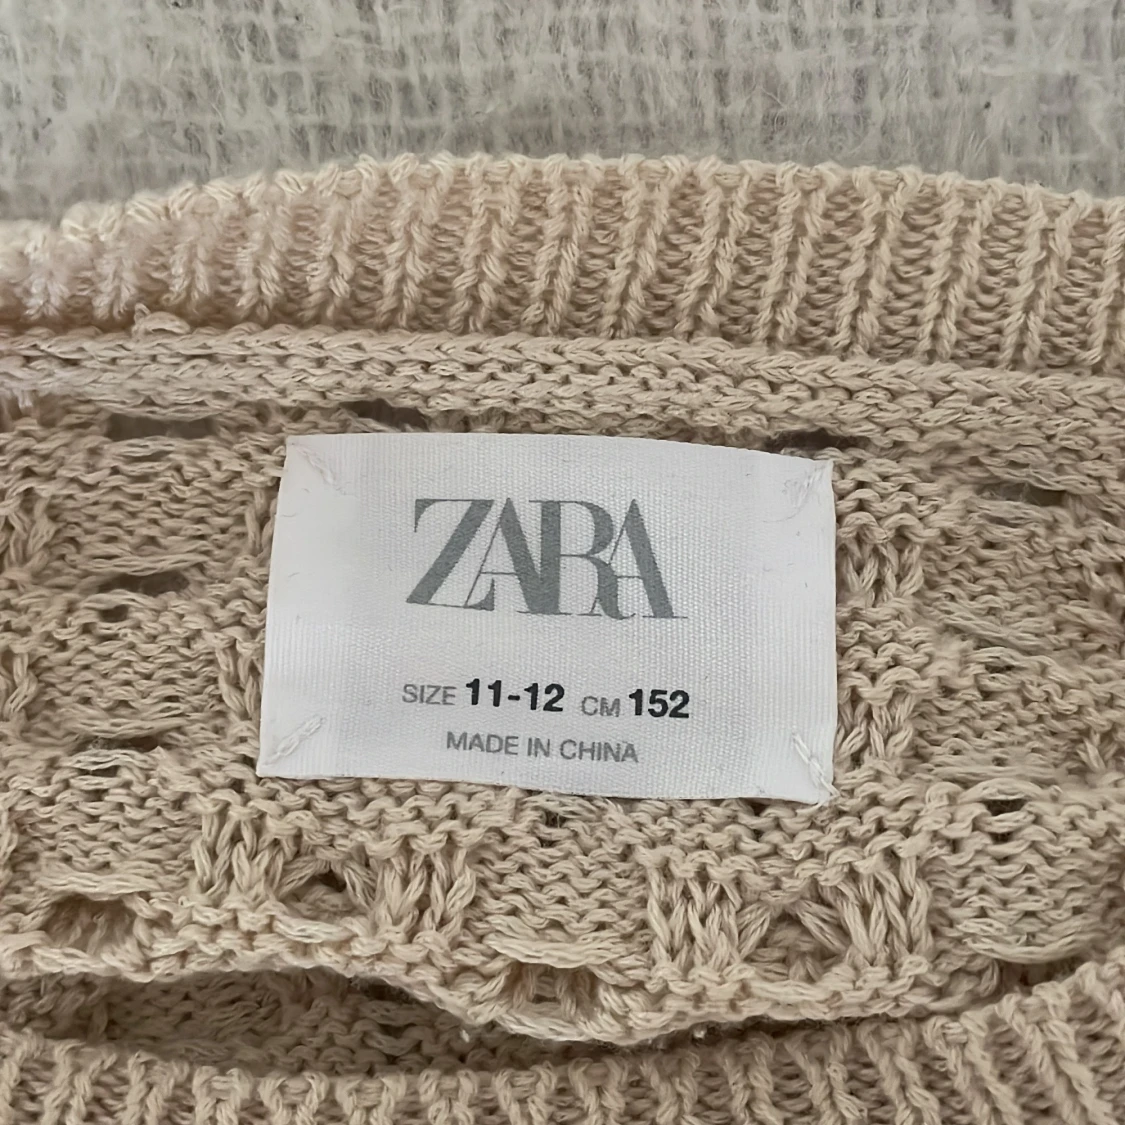 ZARA
SIZE 11-12 CM 152
MADE IN CHINA